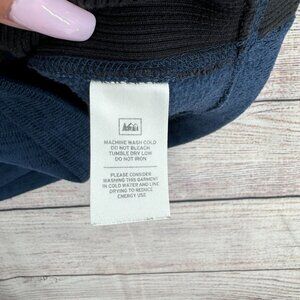 MACHINE WASH COLD
DO NOT BLEACH
TUMBLE DRY LOW
DO NOT IRON
PLEASE CONSIDER
WASHING THIS GARMENT
IN COLD WATER AND LINE
DRYING TO REDUCE
ENERGY USE